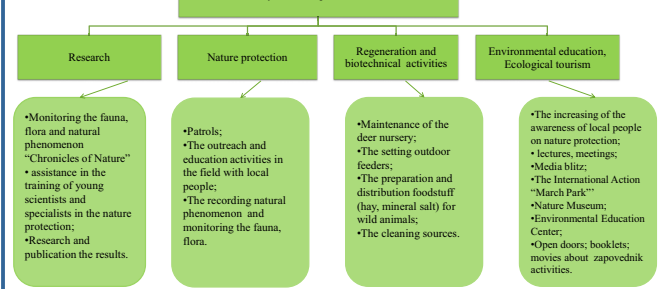 Research
Nature protection
Regeneration and
biotechnical activities
Environmental education,
Ecological tourism
•Monitoring the fauna,
flora and natural
phenomenon
“Chronicles of Nature”
• assistance in the
training of young
scientists and
specialists in the nature
protection;
•Research and
publication the results.
•Patrols;
•The outreach and
education activities in
the field with local
people;
•The recording natural
phenomenon and
monitoring the fauna,
flora.
•Maintenance of the
deer nursery;
•The setting outdoor
feeders;
•The preparation and
distribution foodstuff
(hay, mineral salt) for
wild animals;
•The cleaning sources.
•The increasing of the
awareness of local people
on nature protection;
• lectures, meetings;
•Media blitz;
•The International Action
“March Park”’
•Nature Museum;
•Environmental Education
Center;
•Open doors; booklets;
movies about zapovednik
activities.